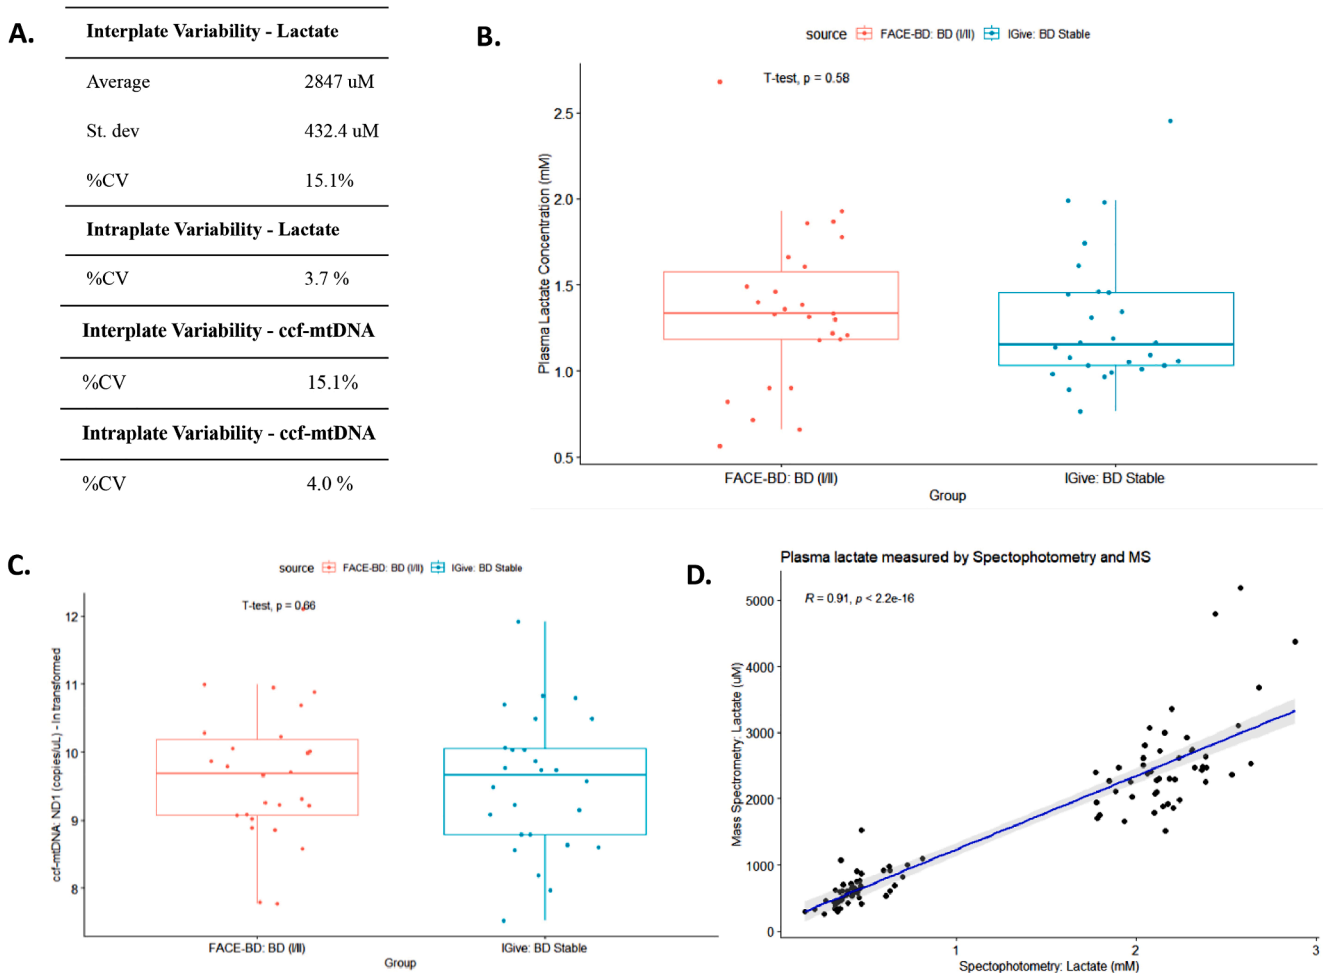 A.
Interplate Variability - Lactate
Average 2847 uM
St. dev 432.4 uM
%CV 15.1%
Intraplate Variability - Lactate
%CV 3.7 %
Interplate Variability - ccf-mtDNA
%CV 15.1%
Intraplate Variability - ccf-mtDNA
%CV 4.0 %
B.
source FACE-BD: BD (I/II) IGive: BD Stable
T-test, p = 0.58
Plasma Lactate Concentration (mM)
2.5
2.0
1.5
1.0
0.5
FACE-BD: BD (I/II) IGive: BD Stable
Group
C.
source FACE-BD: BD (I/II) IGive: BD Stable
T-test, p = 0.66
ccf-mtDNA: ND1 (copies/uL) - ln transformed
12
11
10
9
8
FACE-BD: BD (I/II) IGive: BD Stable
Group
D.
Plasma lactate measured by Spectophotometry and MS
R = 0.91, p < 2.2e-16
Mass Spectrometry: Lactate (uM)
5000
4000
3000
2000
1000
0
1 2 3
Spectophotometry: Lactate (mM)